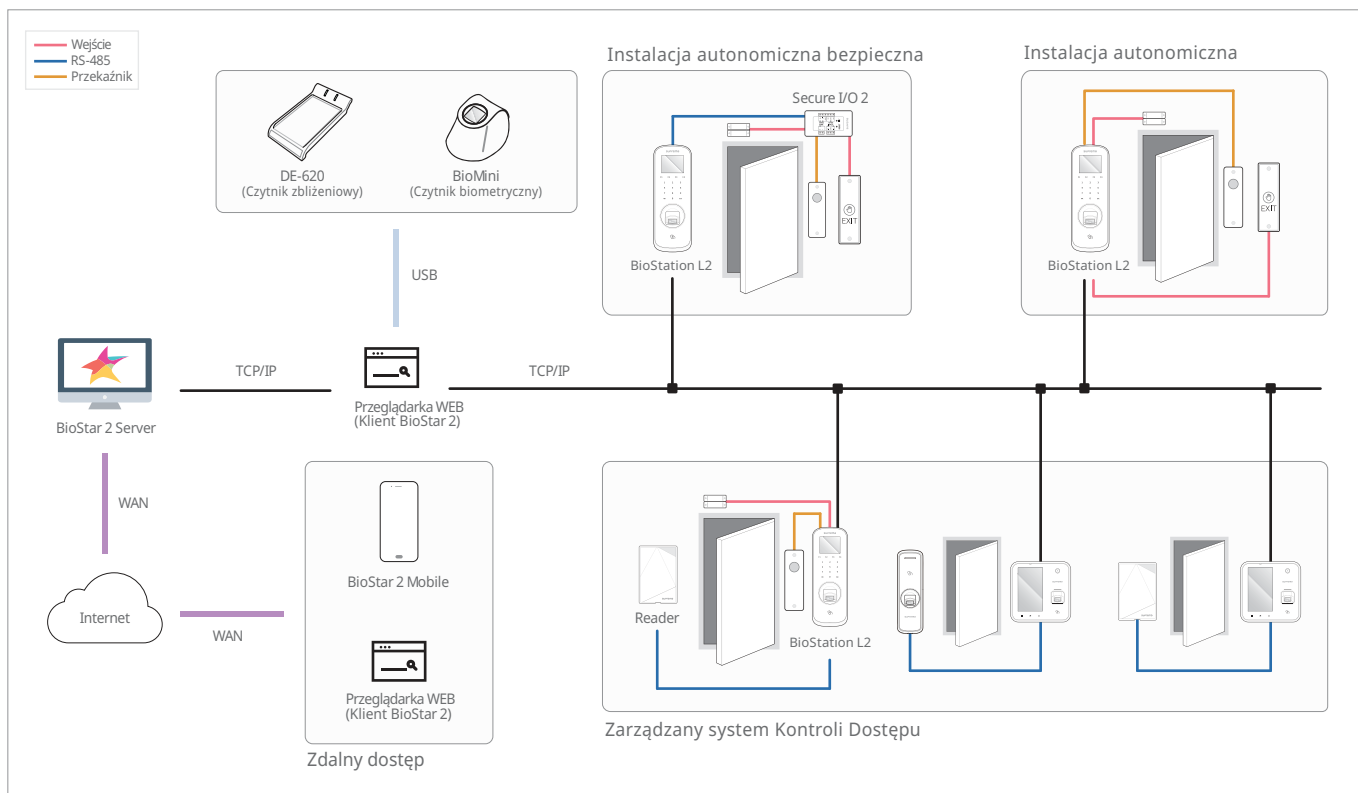 Wejście
RS-485
Przekaźnik
Instalacja autonomiczna bezpieczna
Instalacja autonomiczna
DE-620
(Czytnik zbliżeniowy)
BioMini
(Czytnik biometryczny)
Secure I/O 2
EXIT
BioStation L2
EXIT
BioStation L2
USB
TCP/IP
TCP/IP
BioStar 2 Server
Przeglądarka WEB
(Klient BioStar 2)
WAN
Internet
WAN
BioStar 2 Mobile
Przeglądarka WEB
(Klient BioStar 2)
Zdalny dostęp
Reader
BioStation L2
Zarządzany system Kontroli Dostępu